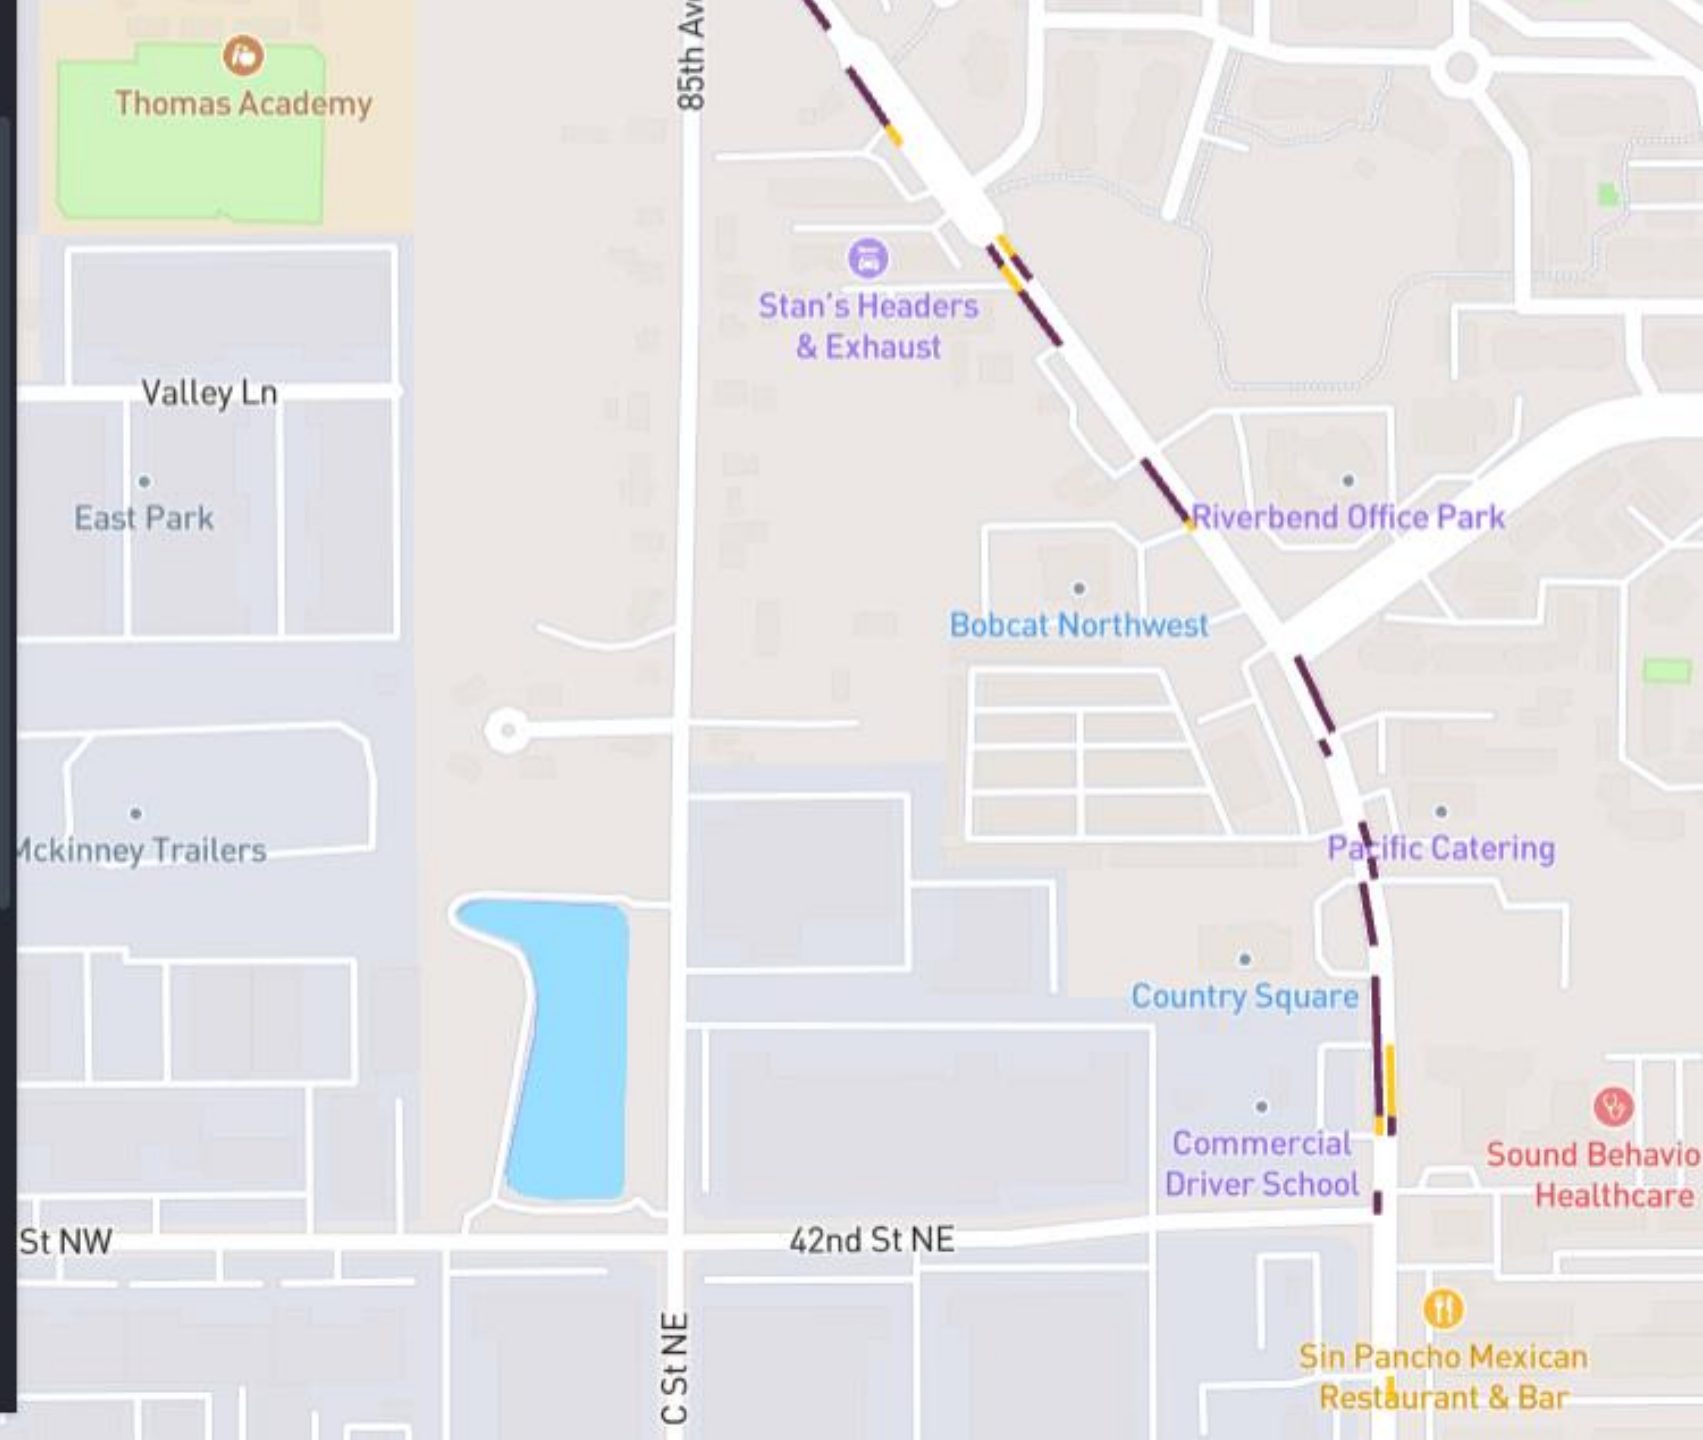 85th Av
Thomas Academy
Stan's Headers
& Exhaust
Valley Ln
East Park
Riverbend Office Park
Bobcat Northwest
Mckinney Trailers
Pacific Catering
Country Square
Commercial
Driver School
Sound Behavio
Healthcare
St NW
42nd St NE
C St NE
Sin Pancho Mexican
Restaurant & Bar